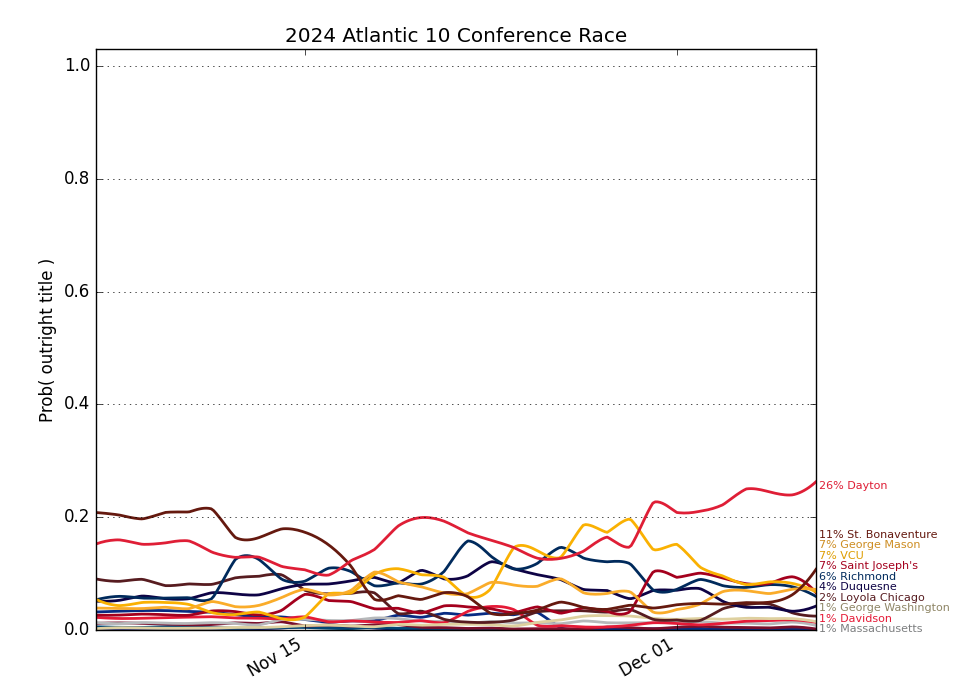 2024 Atlantic 10 Conference Race
Prob( outright title )
1.0
0.8
0.6
0.4
0.2
0.0
Nov 15
Dec 01
26% Dayton
11% St. Bonaventure
7% George Mason
7% VCU
7% Saint Joseph's
6% Richmond
4% Duquesne
2% Loyola Chicago
1% George Washington
1% Davidson
1% Massachusetts